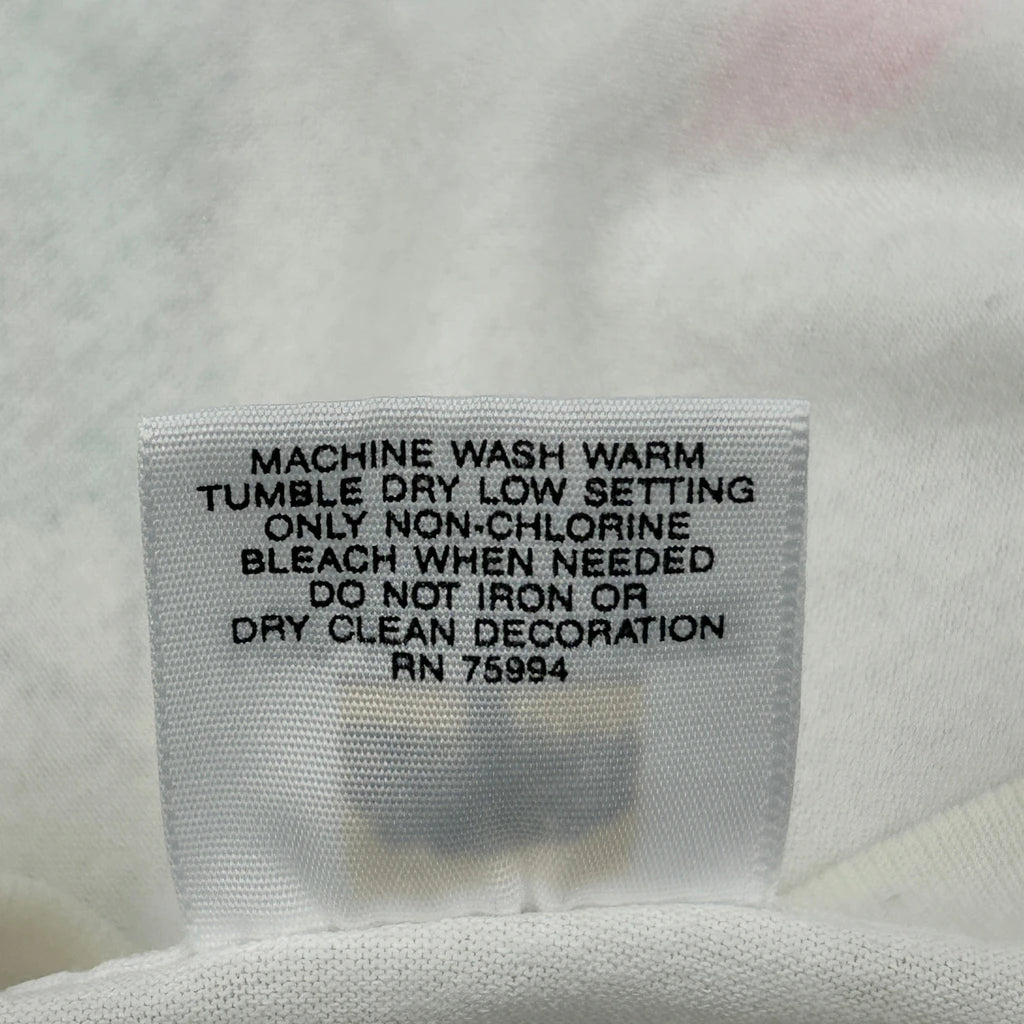 MACHINE WASH WARM
TUMBLE DRY LOW SETTING
ONLY NON-CHLORINE
BLEACH WHEN NEEDED
DO NOT IRON OR
DRY CLEAN DECORATION
RN 75994